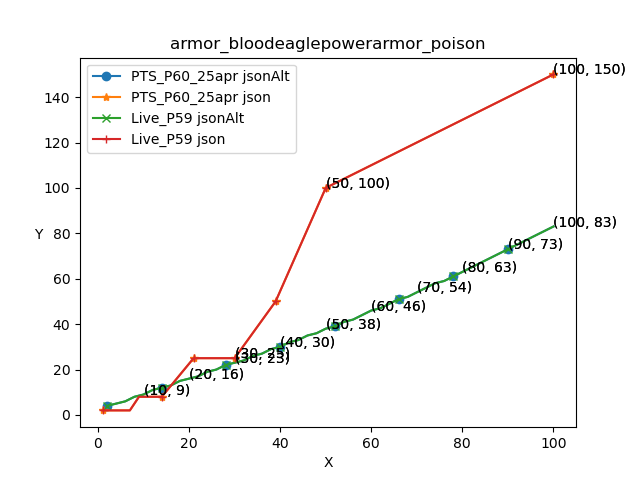 armor_bloodeaglepowerarmor_poison
PTS_P60_25apr jsonAlt
PTS_P60_25apr json
Live_P59 jsonAlt
Live_P59 json
(100, 150)
(50, 100)
(100, 83)
(90, 73)
(80, 63)
(70, 54)
(60, 46)
(50, 38)
(40, 30)
(30, 25)
(30, 23)
(20, 16)
(10, 9)
Y
140
120
100
80
60
40
20
0
0 20 40 60 80 100
X